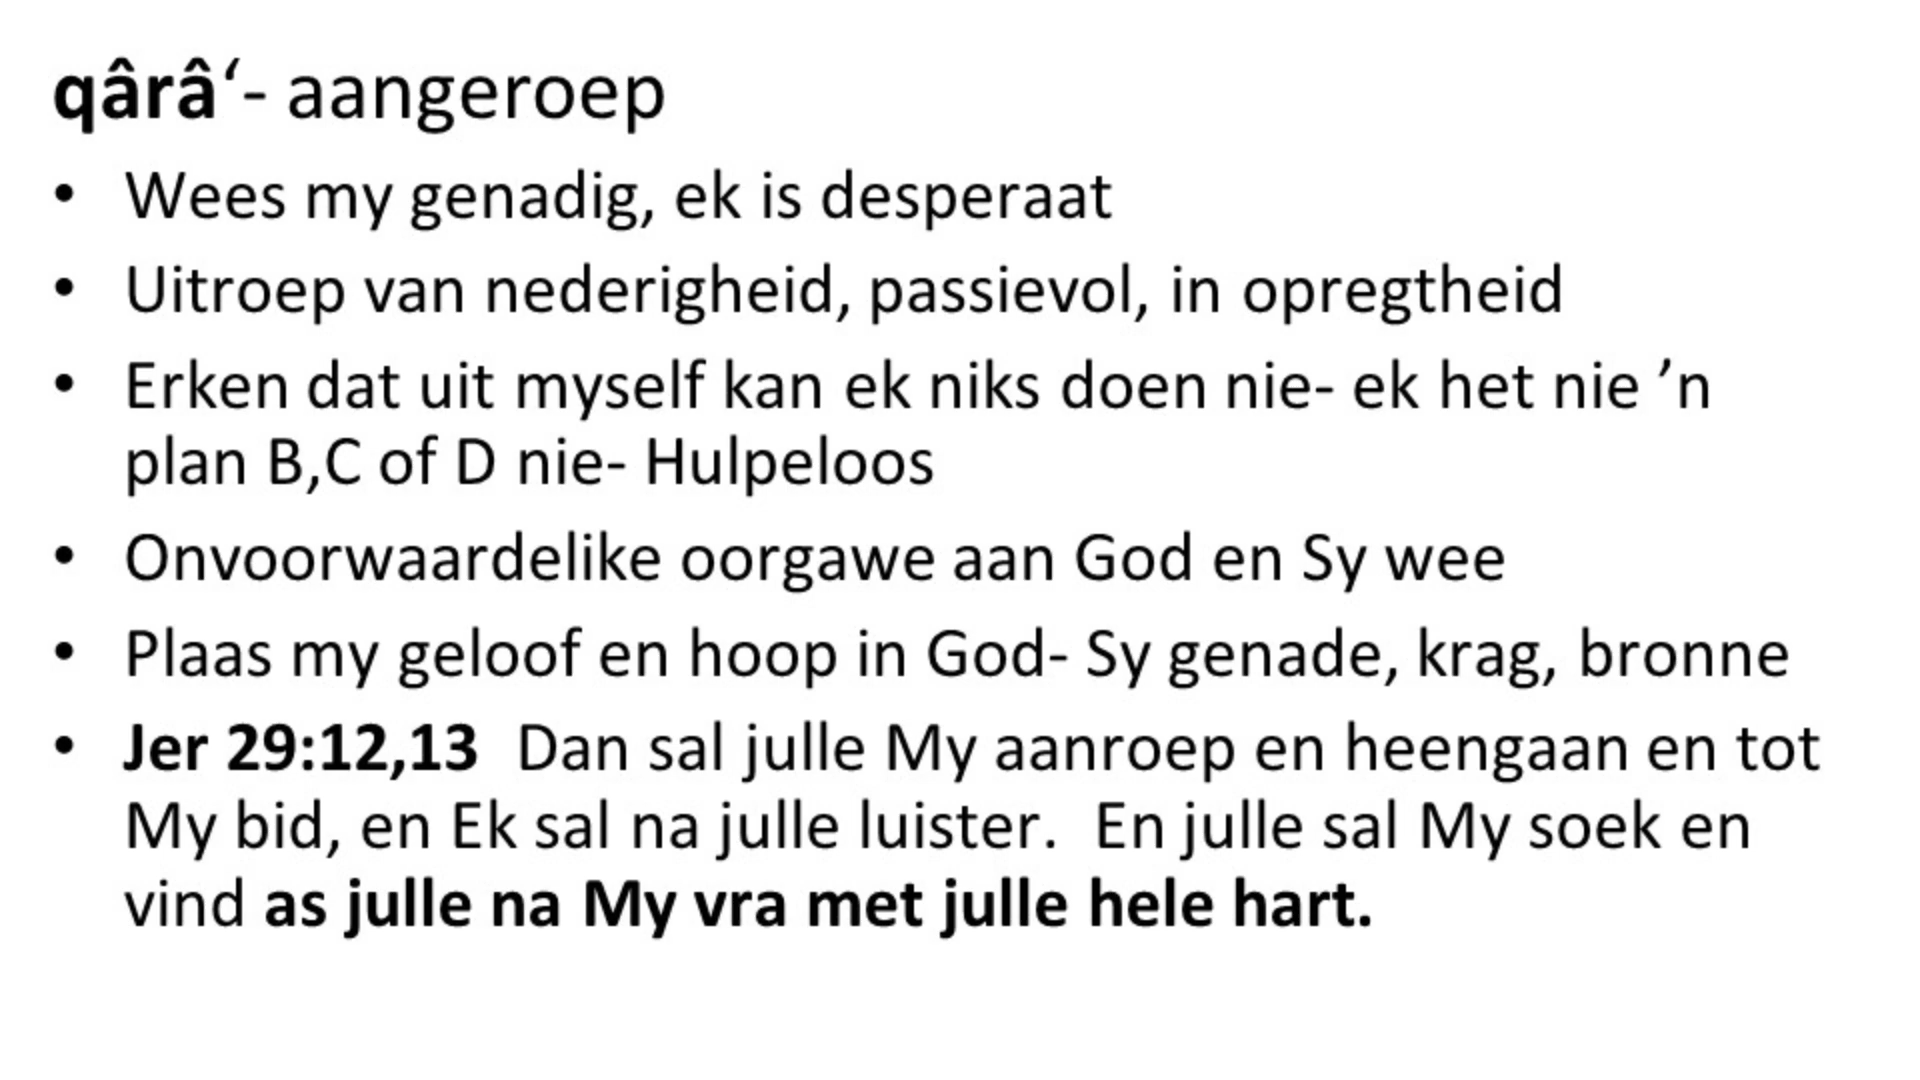 qârâ‘- aangeroep
• Wees my genadig, ek is desperaat
• Uitroep van nederigheid, passievol, in opregtheid
• Erken dat uit myself kan ek niks doen nie- ek het nie ’n
plan B,C of D nie- Hulpeloos
• Onvoorwaardelike oorgawe aan God en Sy wee
• Plaas my geloof en hoop in God- Sy genade, krag, bronne
• Jer 29:12,13  Dan sal julle My aanroep en heengaan en tot
My bid, en Ek sal na julle luister.  En julle sal My soek en
vind as julle na My vra met julle hele hart.